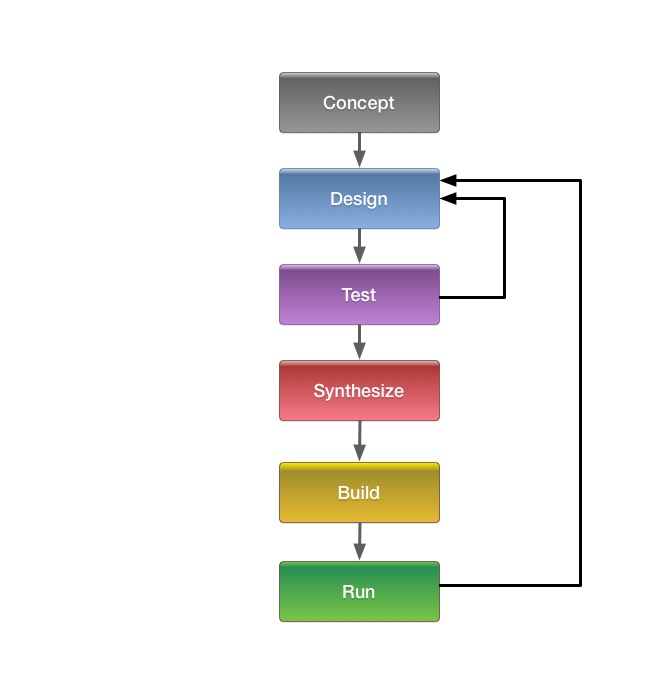 Concept
Design
Test
Synthesize
Build
Run